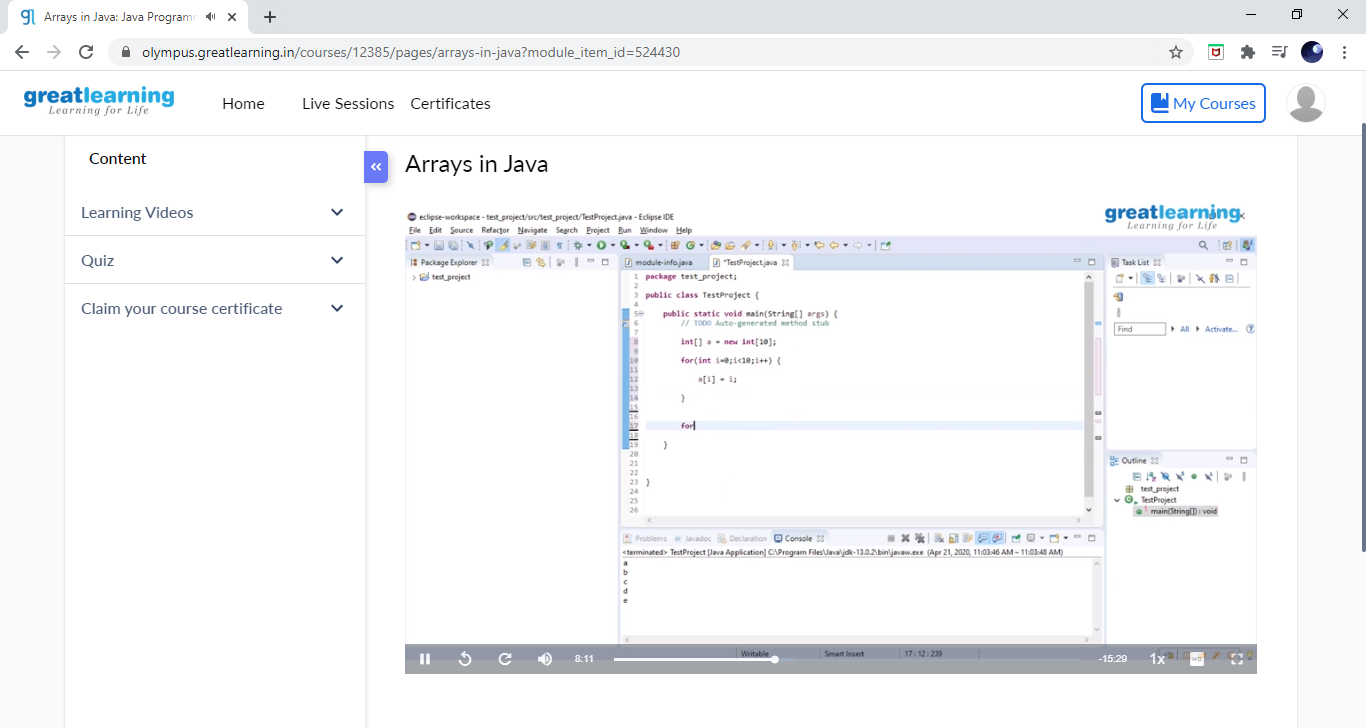 Arrays in Java: Java Programm
olympus.greatlearning.in/courses/12385/pages/arrays-in-java?module_item_id=524430
greatlearning
Learning for Life
Home Live Sessions Certificates
My Courses
Content
Learning Videos
Quiz
Claim your course certificate
Arrays in Java
eclipse-workspace - test_project/src/test_project/TestProject.java - Eclipse IDE
greatlearning
Learning for Life
File Edit Source Refactor Navigate Search Project Run Window Help
Package Explorer
test_project
module-info.java *TestProject.java
1 package test_project;
2
3 public class TestProject {
4
5 public static void main(String[] args) {
6 // TODO Auto-generated method stub
7
8 int[] a = new int[10];
9
10 for(int i=0;i<10;i++) {
11
12 a[i] = i;
13
14 }
15
16
17 for
18
19 }
20
21
22
23 }
24
25
26
Task List
Find All Activate...
Outline
test_project
TestProject
main(String[]) : void
Problems Javadoc Declaration Console
<terminated> TestProject [Java Application] C:\Program Files\Java\jdk-13.0.2\bin\javaw.exe (Apr 21, 2020, 11:03:46 AM – 11:03:48 AM)
a
b
c
d
e
Writable Smart Insert 17 : 12 : 239
8:11 -15:29 1x HD